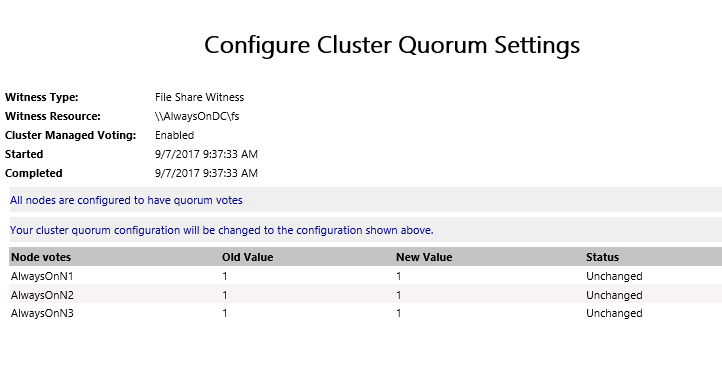 Configure Cluster Quorum Settings
Witness Type: File Share Witness
Witness Resource: \\AlwaysOnDC\fs
Cluster Managed Voting: Enabled
Started 9/7/2017 9:37:33 AM
Completed 9/7/2017 9:37:33 AM
All nodes are configured to have quorum votes
Your cluster quorum configuration will be changed to the configuration shown above.
Node votes Old Value New Value Status
AlwaysOnN1 1 1 Unchanged
AlwaysOnN2 1 1 Unchanged
AlwaysOnN3 1 1 Unchanged